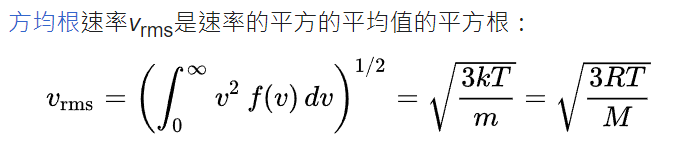 方均根速率v_rms是速率的平方的平均值的平方根：
v_rms = (∫_0^∞ v^2 f(v) dv)^{1/2} = √(3kT/m) = √(3RT/M)